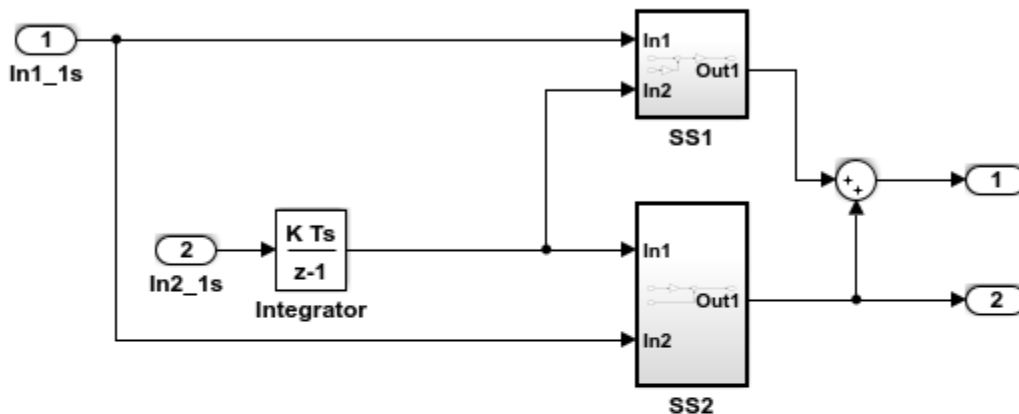 1
In1_1s
In1
In2
Out1
SS1
1
2
In2_1s
K Ts
z-1
Integrator
In1
In2
Out1
SS2
+
+
2